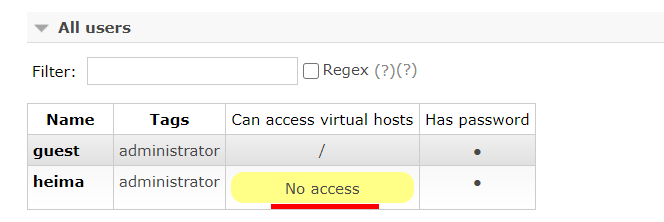 All users
Filter: Regex (?)(?)
Name Tags Can access virtual hosts Has password
guest administrator / ●
heima administrator No access ●